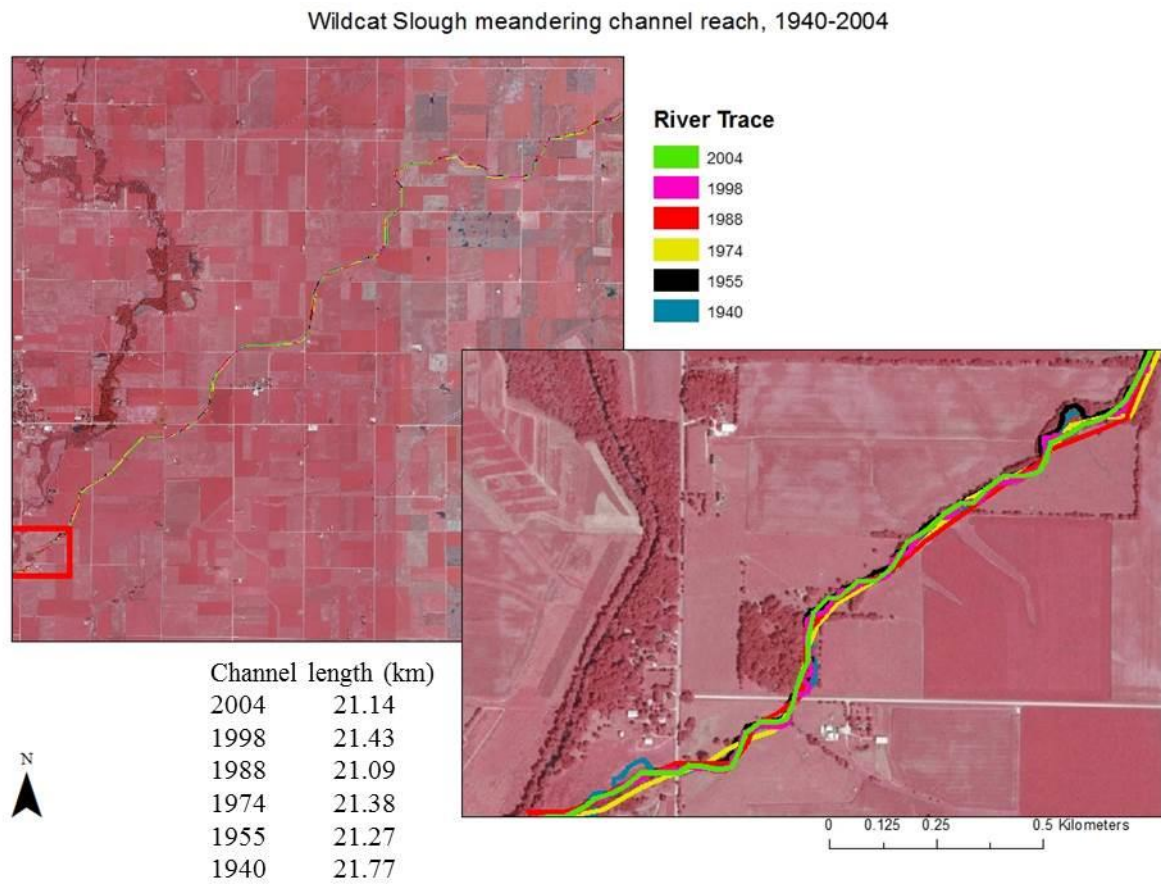 Wildcat Slough meandering channel reach, 1940-2004
River Trace
2004
1998
1988
1974
1955
1940
Channel length (km)
2004 21.14
1998 21.43
1988 21.09
1974 21.38
1955 21.27
1940 21.77
N
0 0.125 0.25 0.5 Kilometers